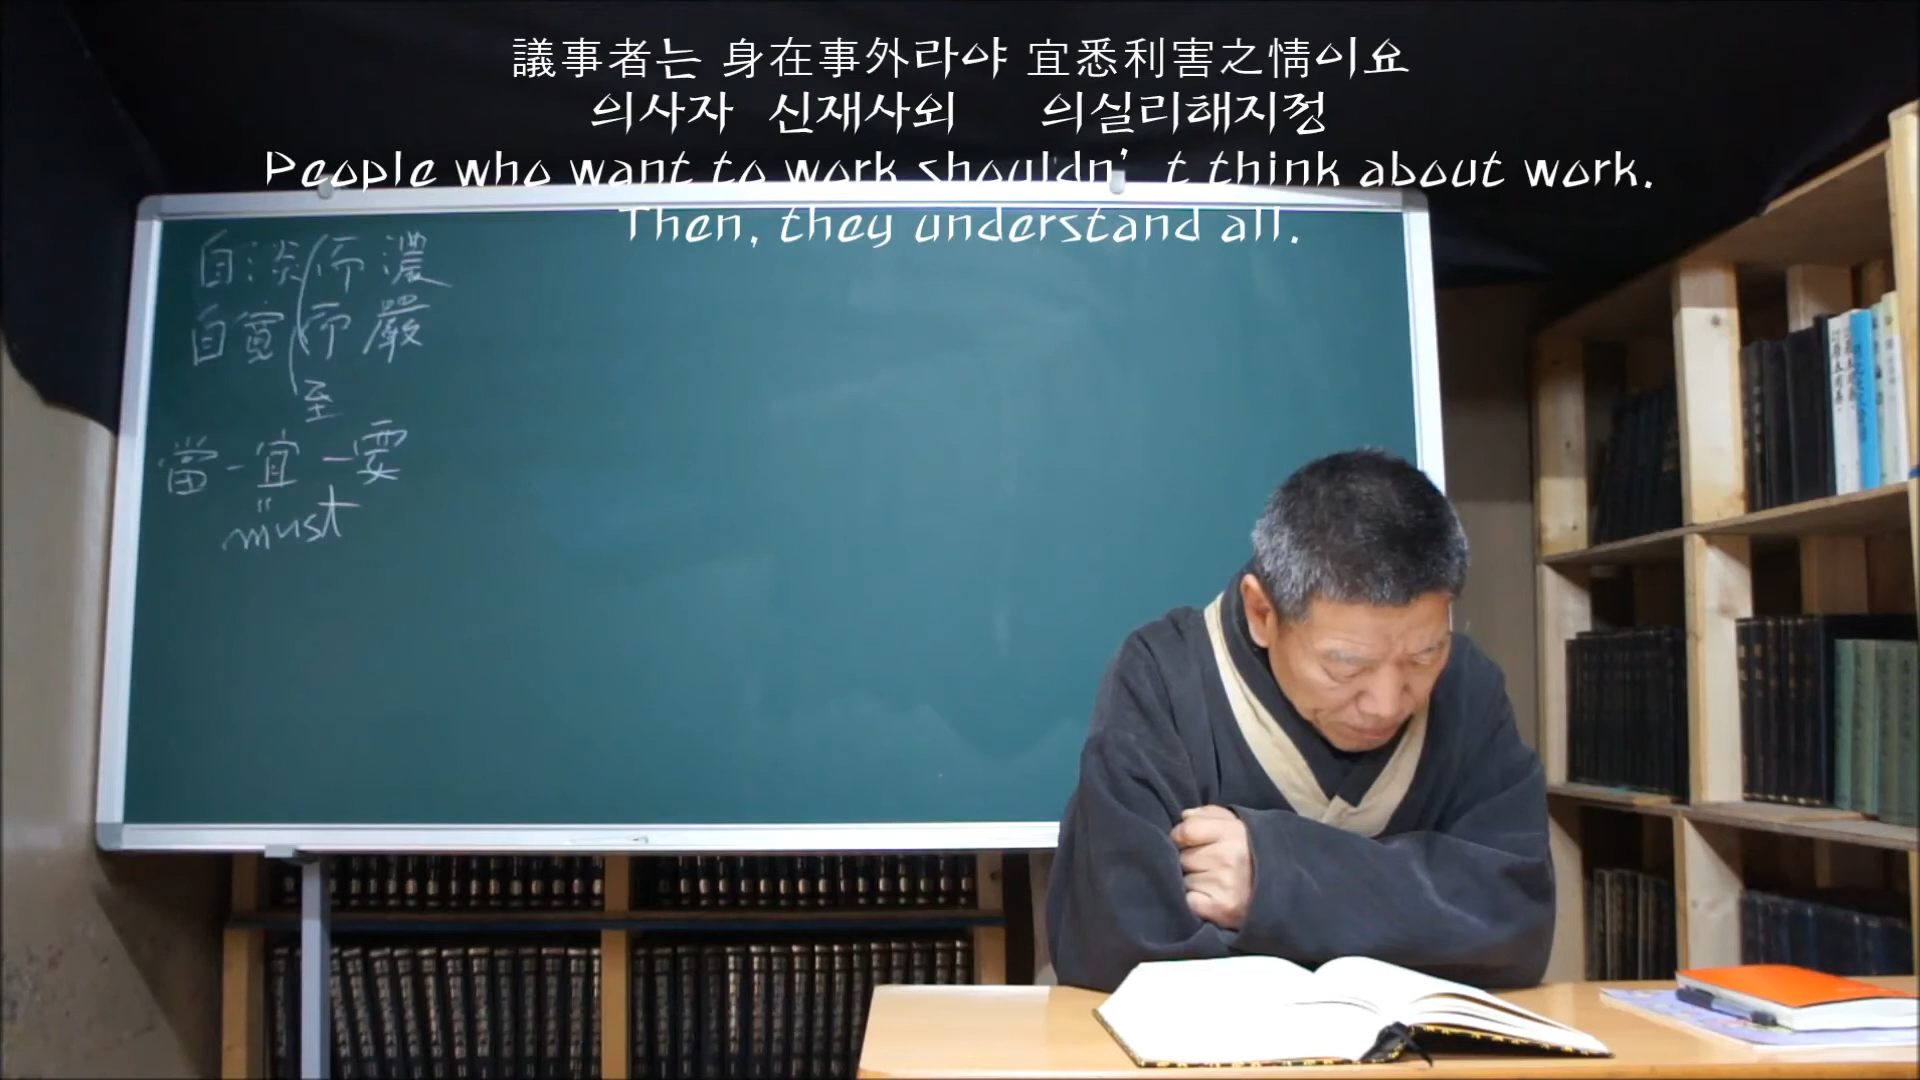 議事者는 身在事外라야 宜悉利害之情이요
의사자 신재사외 의실리해지정
People who want to work shouldn't think about work.
Then, they understand all.
自淡而濃
自寬而嚴
至
當-宜-要
must